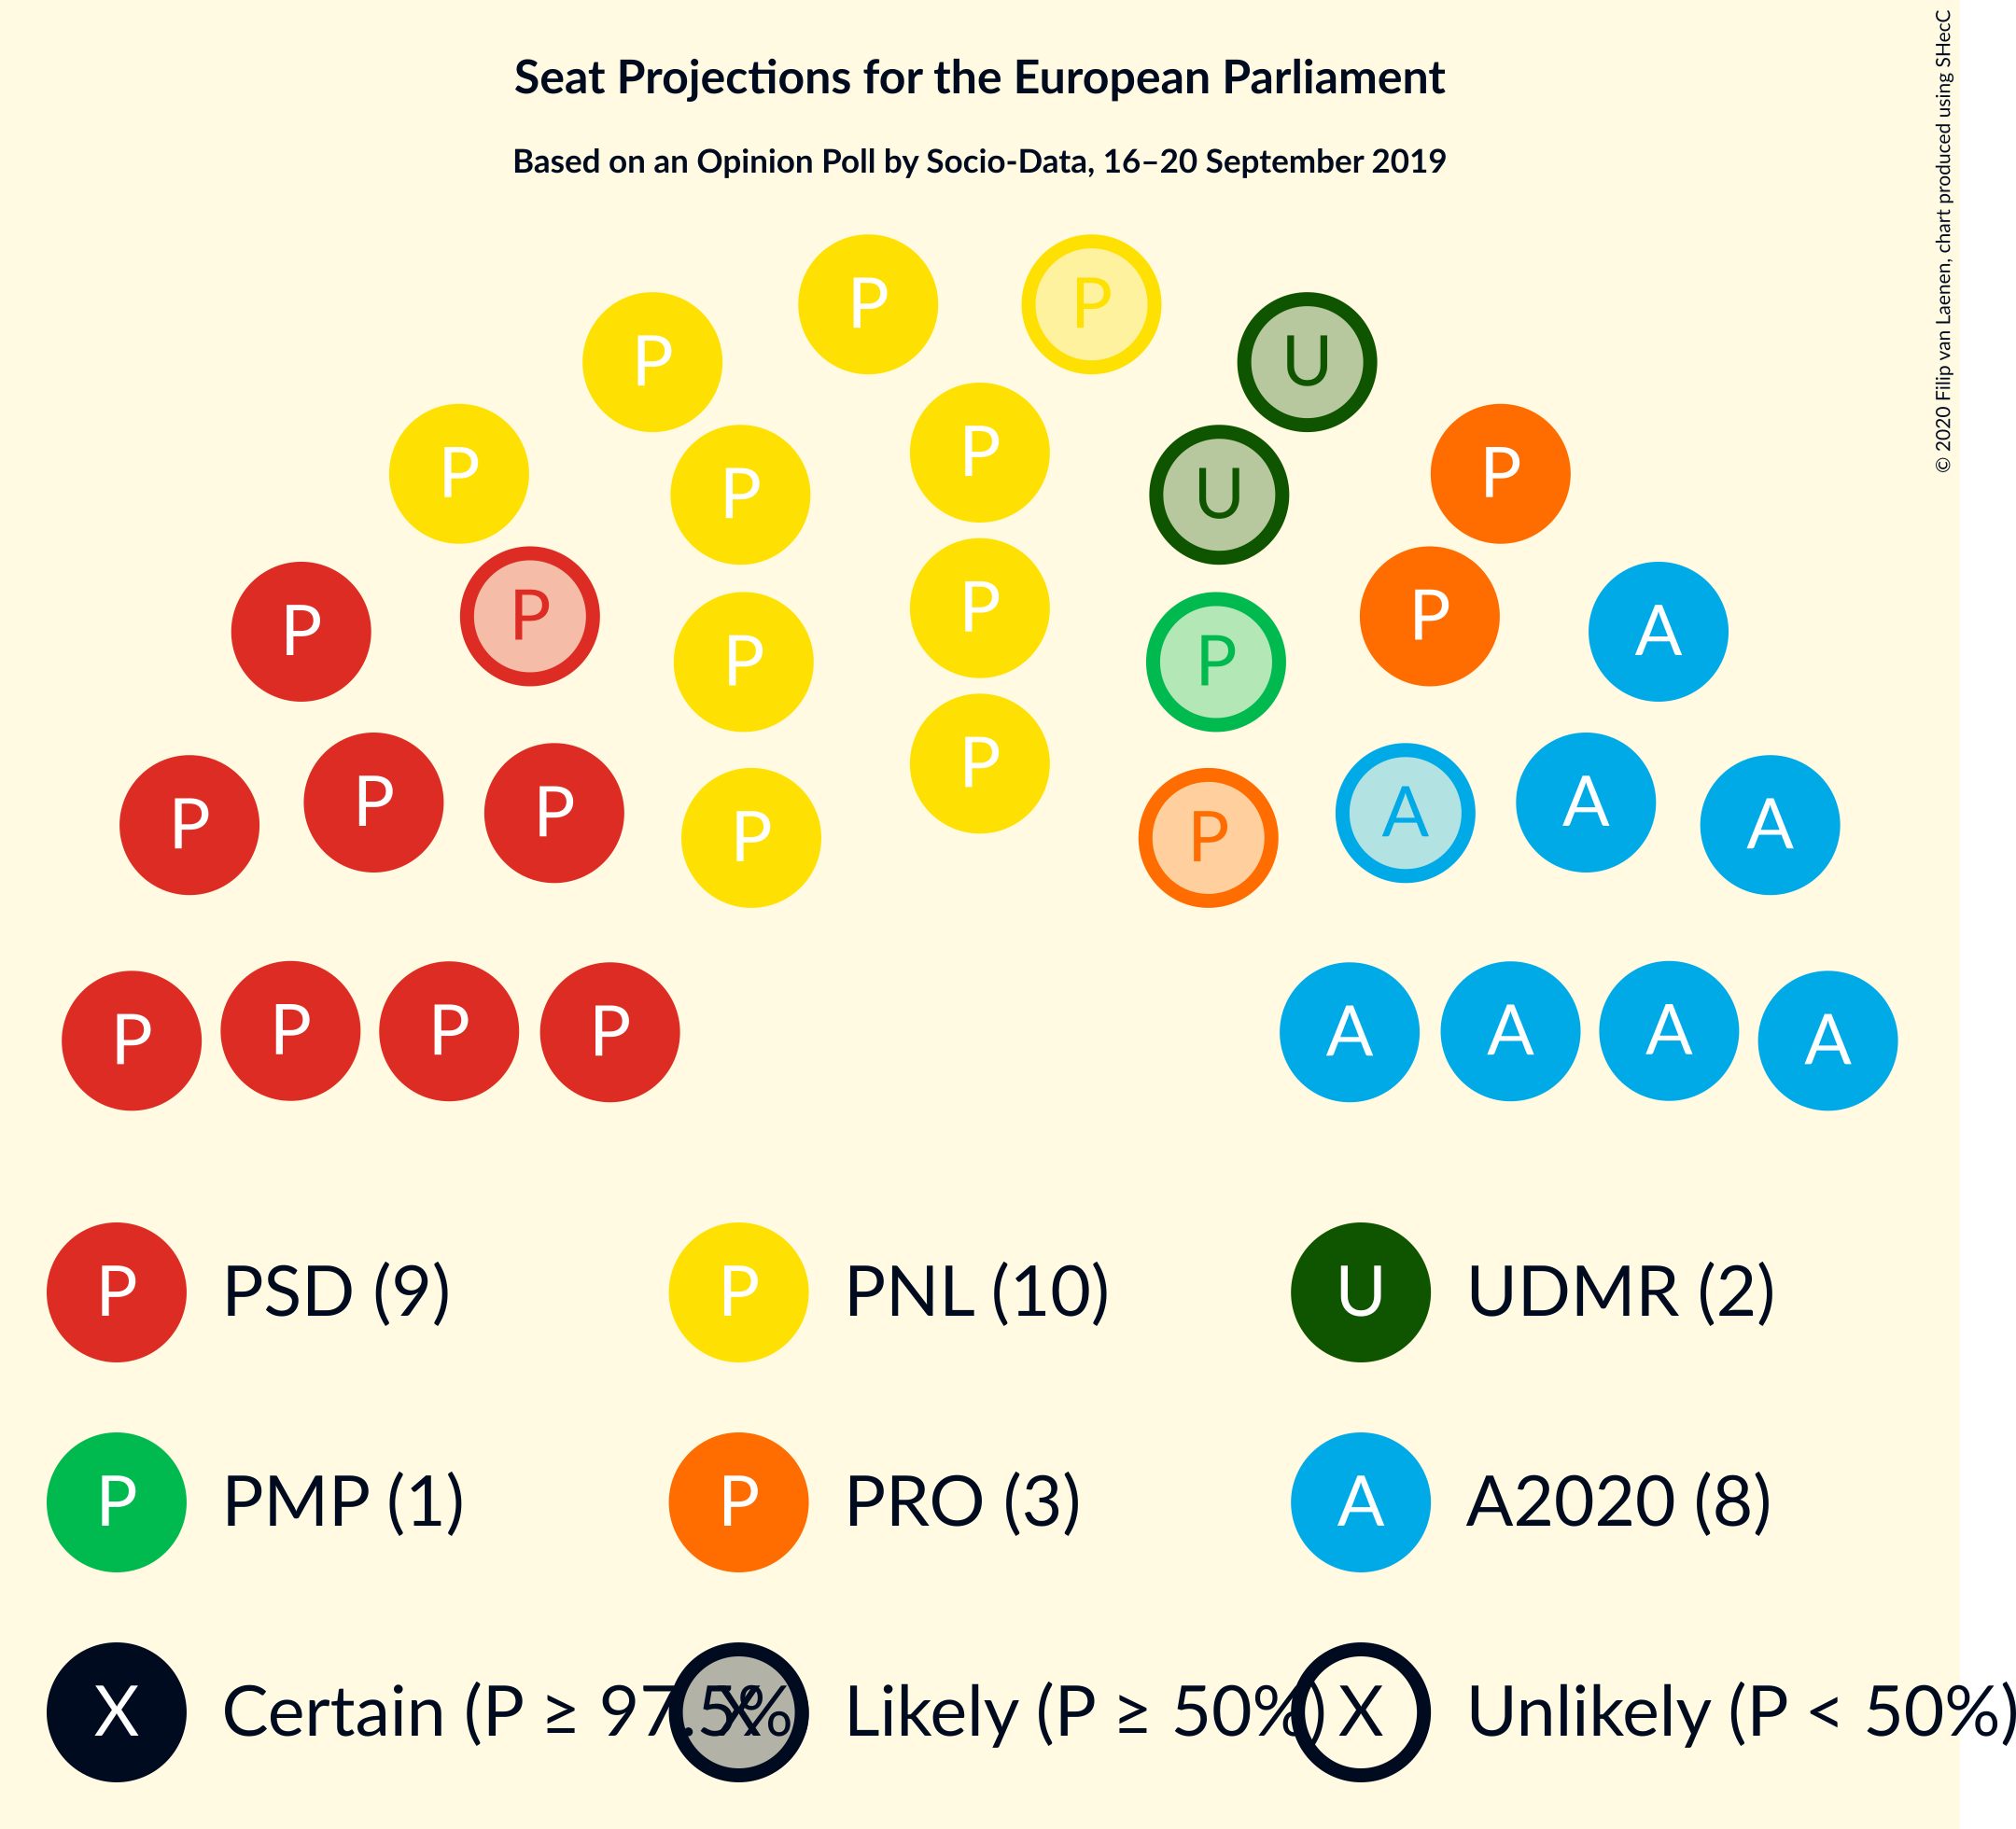 Seat Projections for the European Parliament
Based on an Opinion Poll by Socio-Data, 16–20 September 2019
© 2020 Filip van Laenen, chart produced using SHecC
P P
P U
P P
P P
P U
P P
P P A
P P
P P P A
P P A A
P P
P P P P A A A A
P PSD (9) P PNL (10) U UDMR (2)
P PMP (1) P PRO (3) A A2020 (8)
X Certain (P ≥ 97.5% X Likely (P ≥ 50%) X Unlikely (P < 50%)